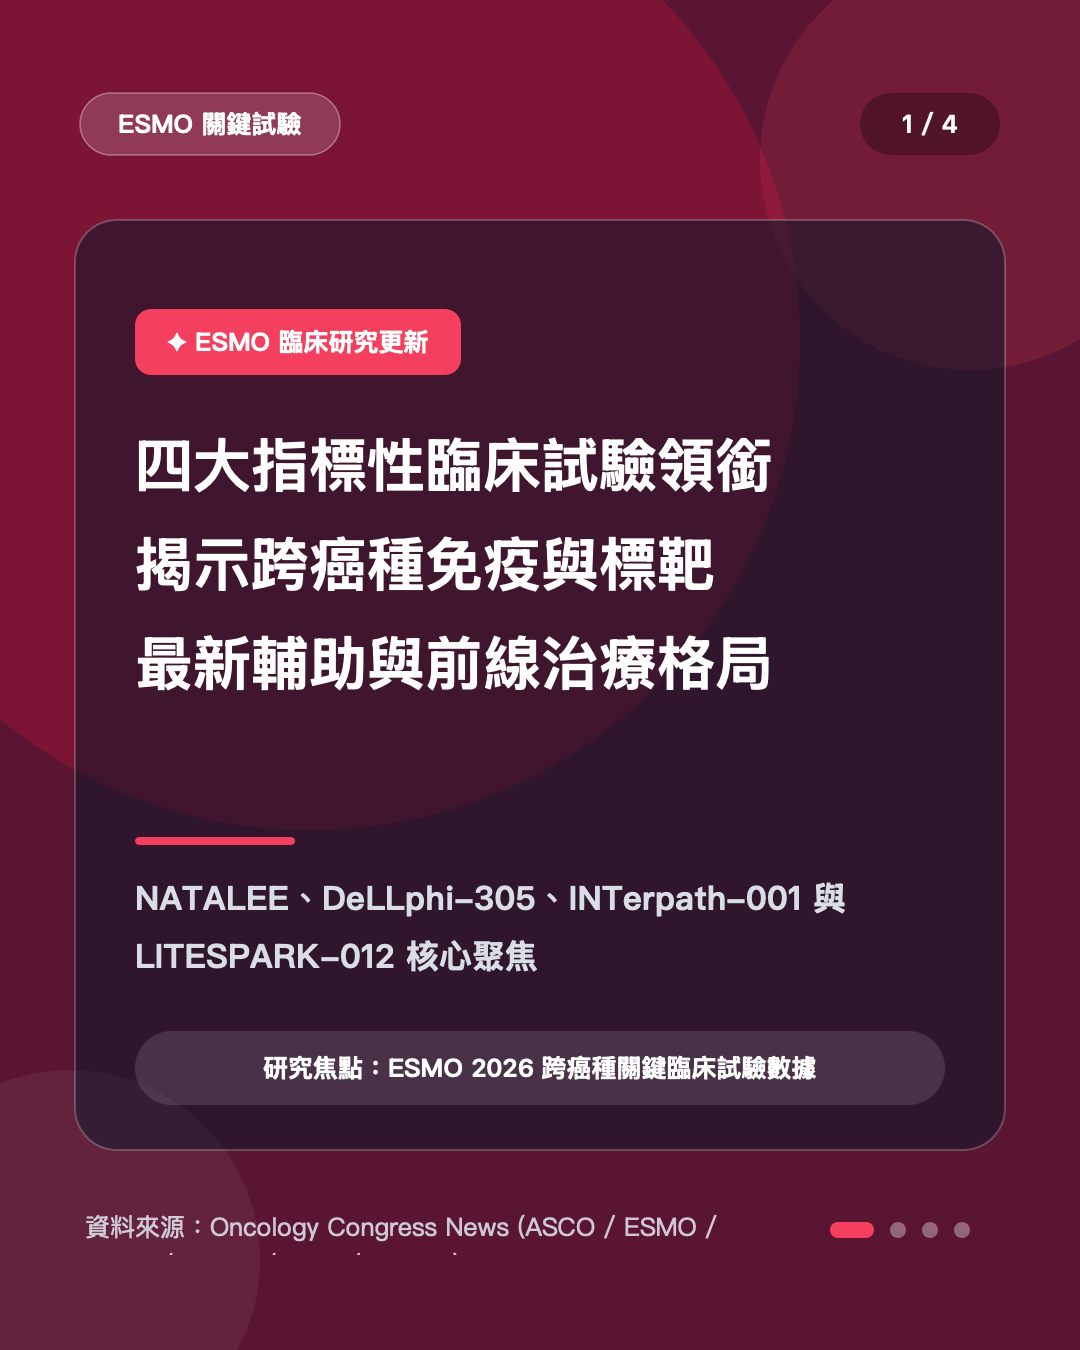 ESMO 關鍵試驗
1 / 4
✦ ESMO 臨床研究更新
四大指標性臨床試驗領銜
揭示跨癌種免疫與標靶
最新輔助與前線治療格局
NATALEE、DeLLphi-305、INTerpath-001 與
LITESPARK-012 核心聚焦
研究焦點：ESMO 2026 跨癌種關鍵臨床試驗數據
資料來源：Oncology Congress News (ASCO / ESMO /